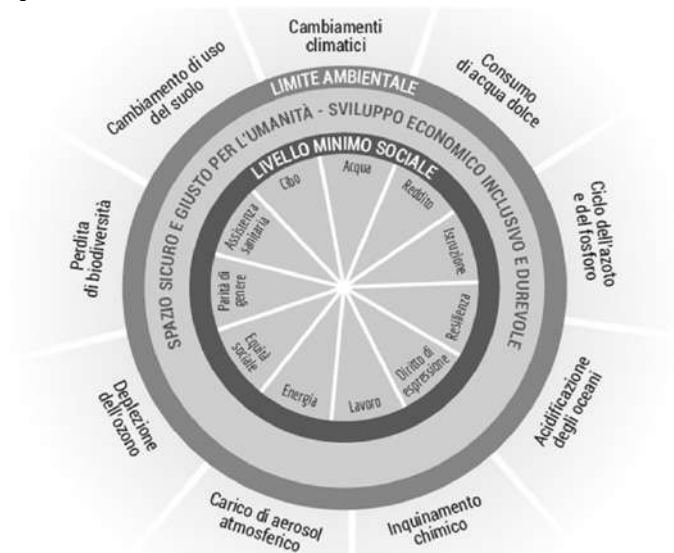 Cambiamenti
climatici
Consumo
di acqua dolce
Ciclo dell'azoto
e del fosforo
Acidificazione
degli oceani
Inquinamento
chimico
Carico di aerosol
atmosferico
Deplezione
dell'ozono
Perdita
di biodiversità
Cambiamento di uso
del suolo
LIMITE AMBIENTALE
SPAZIO SICURO E GIUSTO PER L'UMANITÀ - SVILUPPO ECONOMICO INCLUSIVO E DUREVOLE
LIVELLO MINIMO SOCIALE
Acqua
Reddito
Istruzione
Resilienza
Diritto di
espressione
Lavoro
Energia
Equità
sociale
Parità di
genere
Assistenza
sanitaria
Cibo